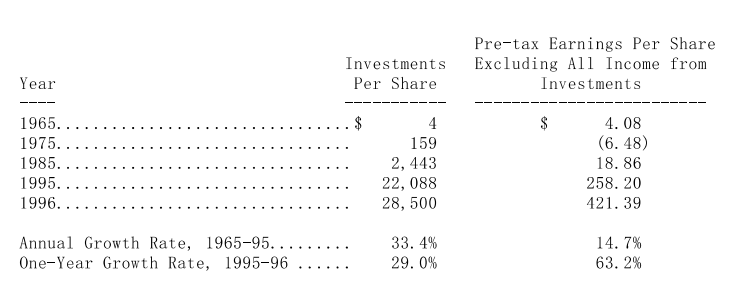 Pre-tax Earnings Per Share
Investments Excluding All Income from
Year Per Share Investments
---- ----------- -------------------------
1965................................$ 4 $ 4.08
1975................................ 159 (6.48)
1985................................ 2,443 18.86
1995................................ 22,088 258.20
1996................................ 28,500 421.39
Annual Growth Rate, 1965-95......... 33.4% 14.7%
One-Year Growth Rate, 1995-96 ...... 29.0% 63.2%